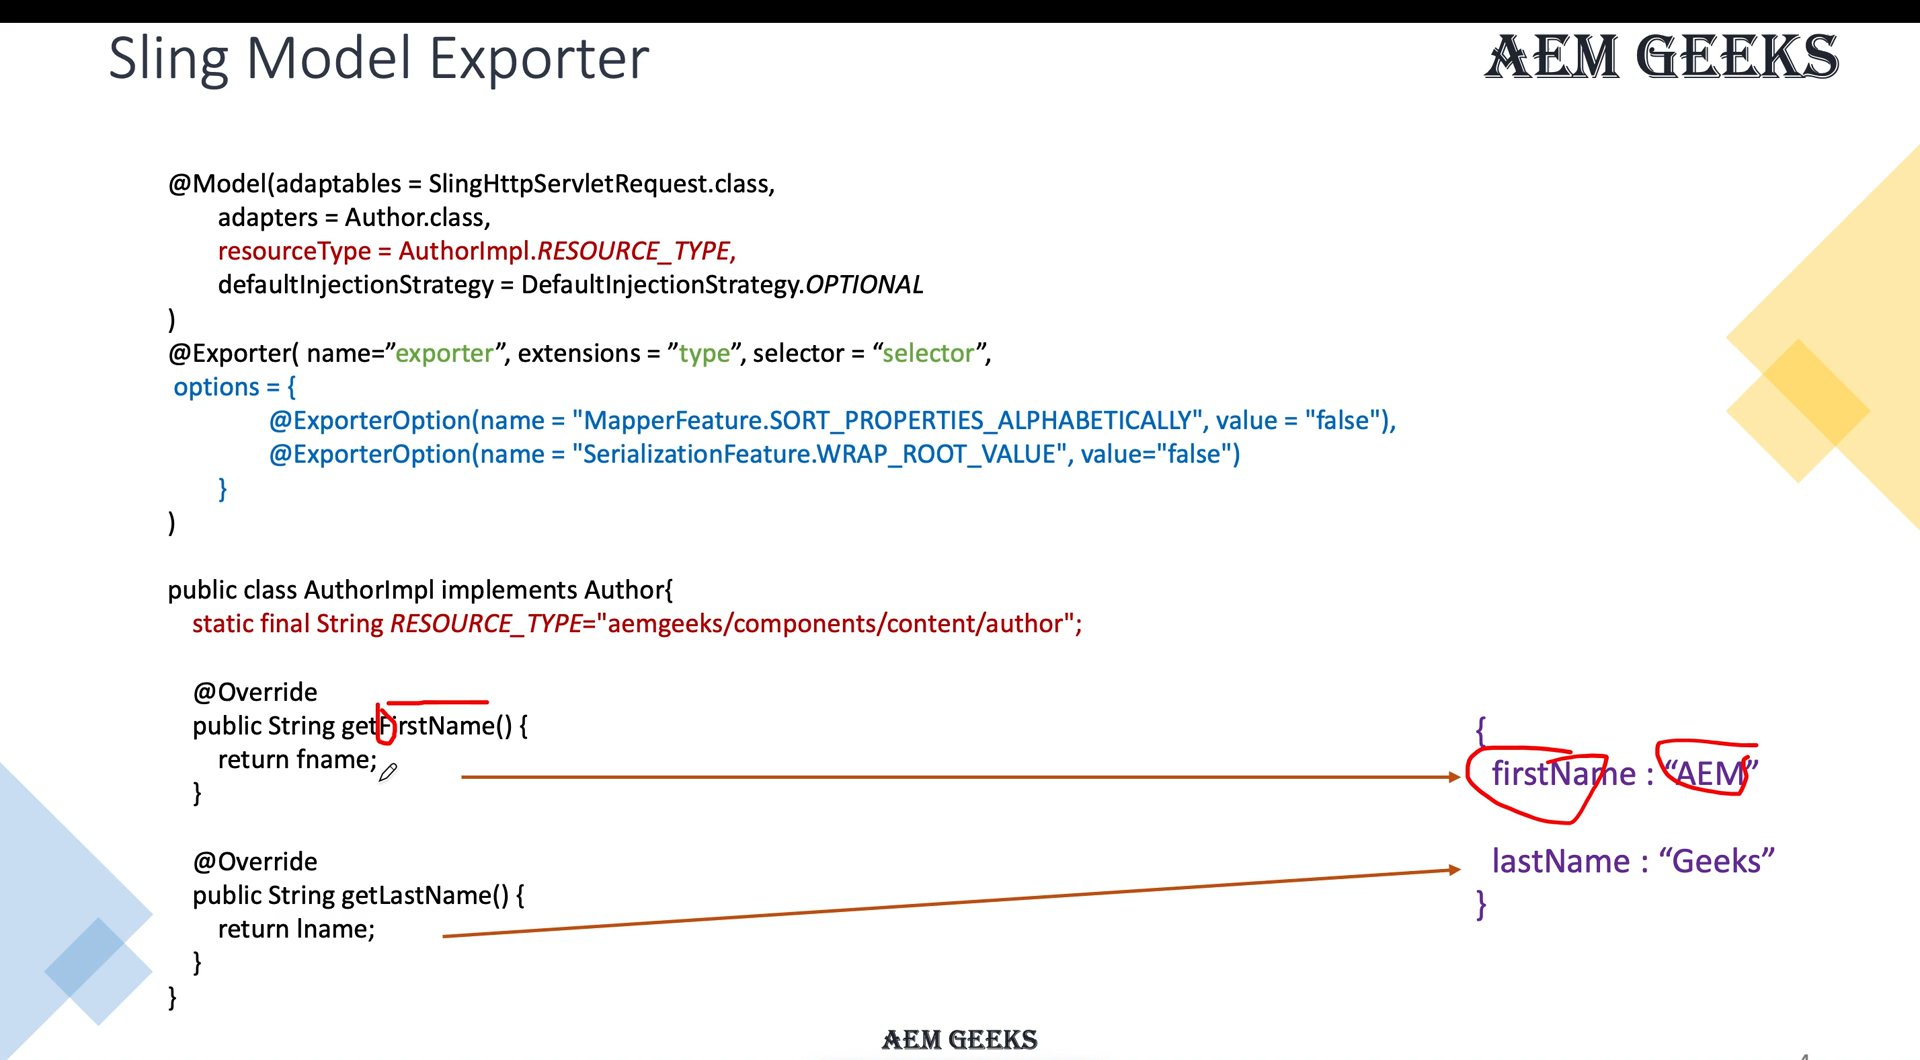 Sling Model Exporter
AEM GEEKS
@Model(adaptables = SlingHttpServletRequest.class,
adapters = Author.class,
resourceType = AuthorImpl.RESOURCE_TYPE,
defaultInjectionStrategy = DefaultInjectionStrategy.OPTIONAL
)
@Exporter( name=”exporter”, extensions = ”type”, selector = “selector”,
options = {
@ExporterOption(name = "MapperFeature.SORT_PROPERTIES_ALPHABETICALLY", value = "false"),
@ExporterOption(name = "SerializationFeature.WRAP_ROOT_VALUE", value="false")
}
)
public class AuthorImpl implements Author{
static final String RESOURCE_TYPE="aemgeeks/components/content/author";
@Override
public String getFirstName() {
return fname;
}
@Override
public String getLastName() {
return lname;
}
}
{
firstName : “AEM”
lastName : “Geeks”
}
AEM GEEKS